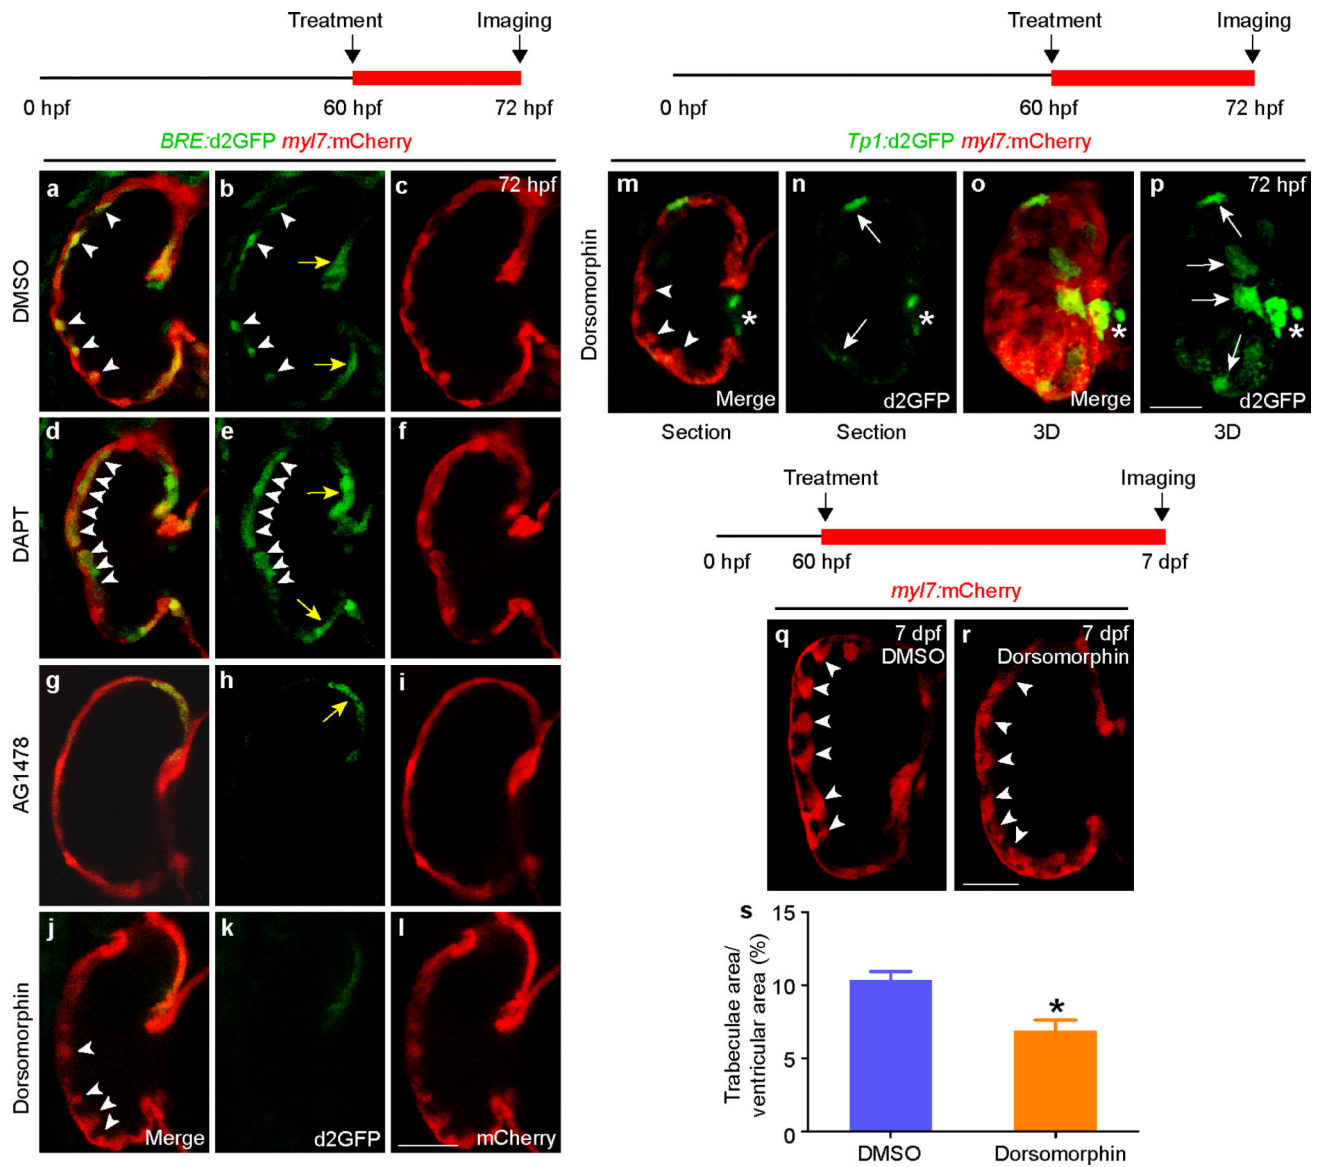 Treatment Imaging
0 hpf 60 hpf 72 hpf
BRE:d2GFP myl7:mCherry
a b c 72 hpf
DMSO
d e f
DAPT
g h i
AG1478
j k l
Dorsomorphin
Merge d2GFP mCherry
Treatment Imaging
0 hpf 60 hpf 72 hpf
Tp1:d2GFP myl7:mCherry
m n o p 72 hpf
Dorsomorphin
* * * *
Merge d2GFP Merge d2GFP
Section Section 3D 3D
Treatment Imaging
0 hpf 60 hpf 7 dpf
myl7:mCherry
q 7 dpf r 7 dpf
DMSO Dorsomorphin
s
Trabeculae area/
ventricular area (%)
15
10
5
0
*
DMSO Dorsomorphin